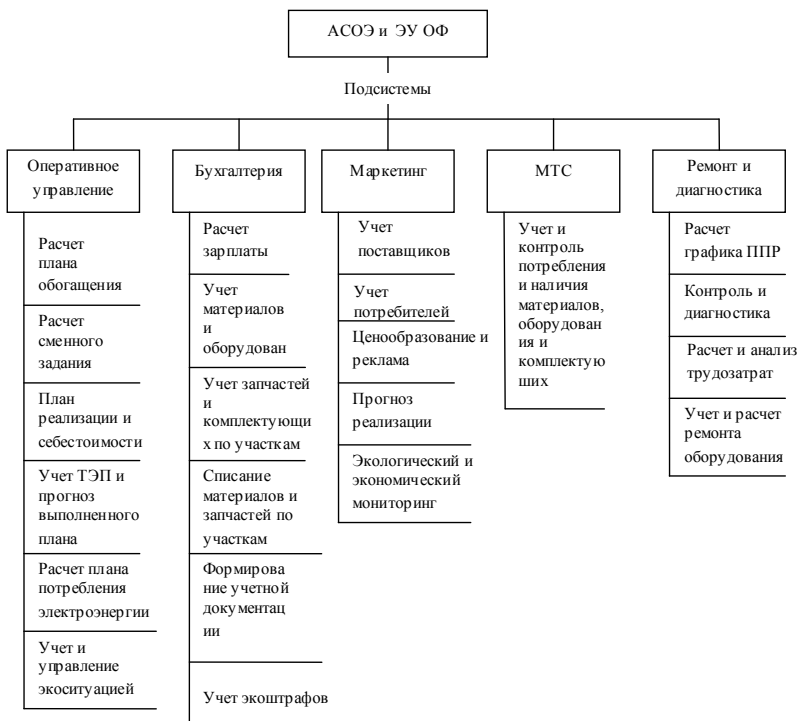 АСОЭ и ЭУ ОФ
Подсистемы
Оперативное
управление
Расчет
плана
обогащения
Расчет
сменного
задания
План
реализации и
себестоимости
Учет ТЭП и
прогноз
выполненного
плана
Расчет плана
потребления
электроэнергии
Учет и
управление
экоситуацией
Бухгалтерия
Расчет
зарплаты
Учет
материалов
и
оборудован
Учет запчастей
и
комплектующи
х по участкам
Списание
материалов и
запчастей по
участкам
Формирова
ние учетной
документац
ии
Учет экоштрафов
Маркетинг
Учет
поставщиков
Учет
потребителей
Ценообразование и
реклама
Прогноз
реализации
Экологический и
экономический
мониторинг
МТС
Учет и
контроль
потребления
и наличия
материалов,
оборудован
ия и
комплектую
ших
Ремонт и
диагностика
Расчет
графика ППР
Контроль и
диагностика
Расчет и анализ
трудозатрат
Учет и расчет
ремонта
оборудования